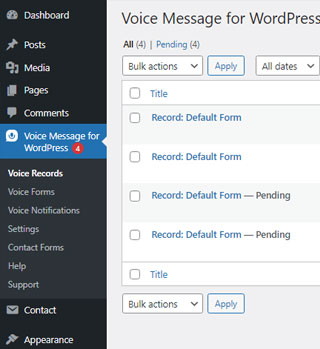 Dashboard
Posts
Media
Pages
Comments
Voice Message for
WordPress 4
Voice Records
Voice Forms
Voice Notifications
Settings
Contact Forms
Help
Support
Contact
Appearance
Voice Message for WordPress
All (4) | Pending (4)
Bulk actions Apply All dates
Title
Record: Default Form
Record: Default Form
Record: Default Form — Pending
Record: Default Form — Pending
Title
Bulk actions Apply